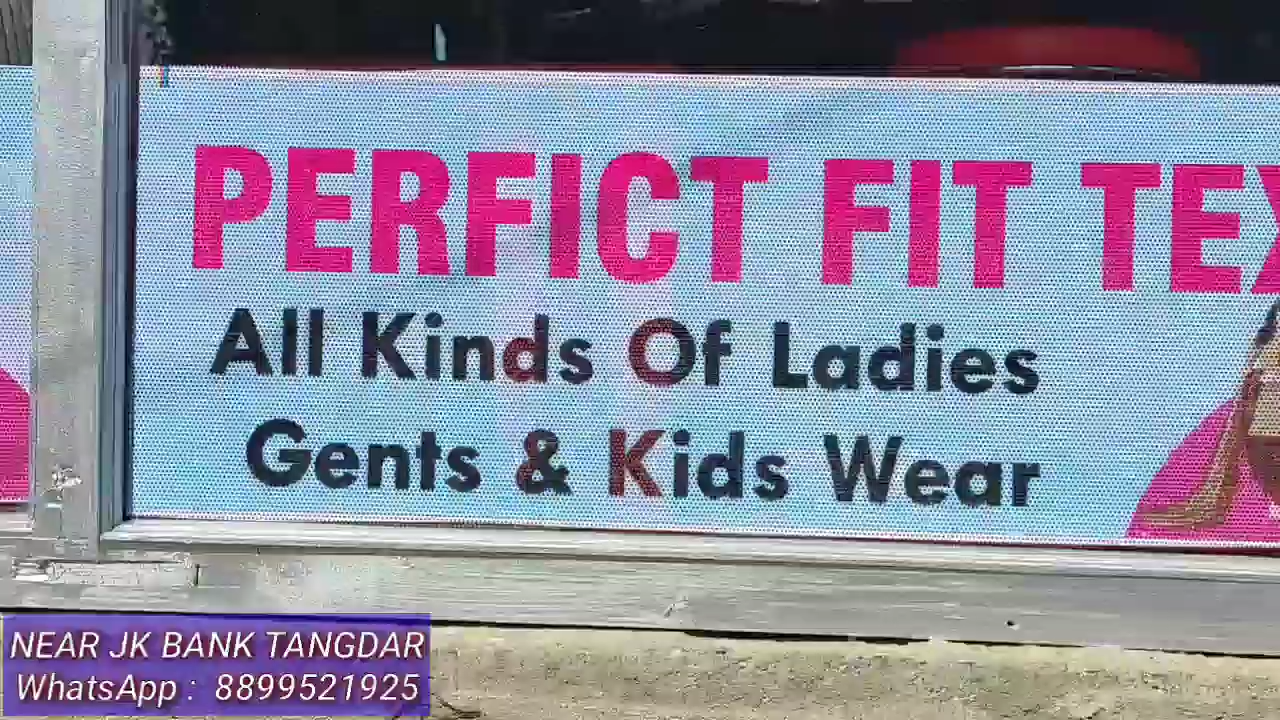 PERFICT FIT TEX
All Kinds Of Ladies
Gents & Kids Wear
NEAR JK BANK TANGDAR
WhatsApp : 8899521925